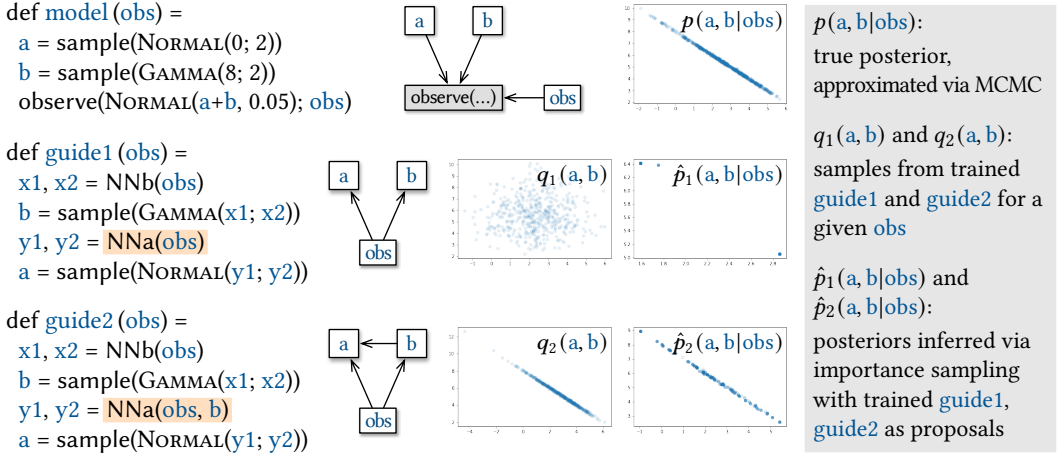 def model (obs) =
a = sample(NORMAL(0; 2))
b = sample(GAMMA(8; 2))
observe(NORMAL(a+b, 0.05); obs)
a
b
observe(...)
obs
p(a, b|obs)
def guide1 (obs) =
x1, x2 = NNb(obs)
b = sample(GAMMA(x1; x2))
y1, y2 = NNa(obs)
a = sample(NORMAL(y1; y2))
a
b
obs
q₁(a, b)
p̂₁(a, b|obs)
def guide2 (obs) =
x1, x2 = NNb(obs)
b = sample(GAMMA(x1; x2))
y1, y2 = NNa(obs, b)
a = sample(NORMAL(y1; y2))
a
b
obs
q₂(a, b)
p̂₂(a, b|obs)
p(a, b|obs):
true posterior,
approximated via MCMC
q₁(a, b) and q₂(a, b):
samples from trained
guide1 and guide2 for a
given obs
p̂₁(a, b|obs) and
p̂₂(a, b|obs):
posteriors inferred via
importance sampling
with trained guide1,
guide2 as proposals